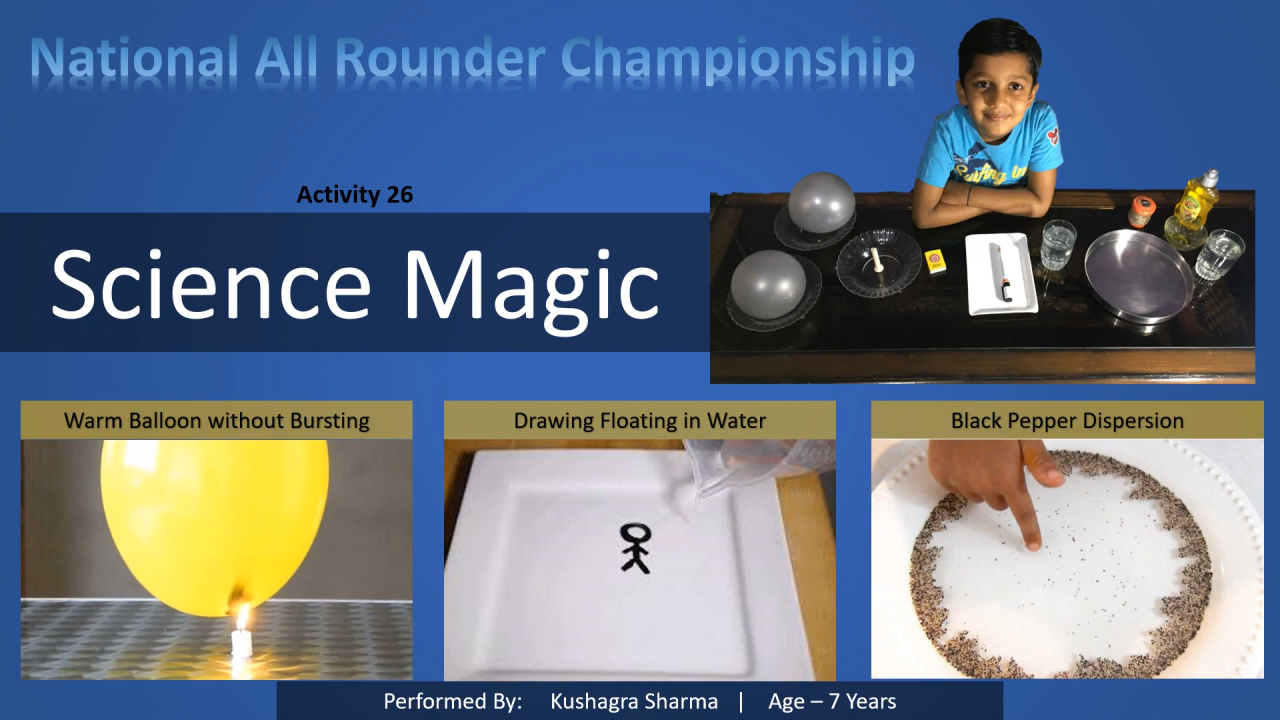 National All Rounder Championship
Activity 26
Science Magic
Warm Balloon without Bursting
Drawing Floating in Water
Black Pepper Dispersion
Performed By: Kushagra Sharma | Age – 7 Years